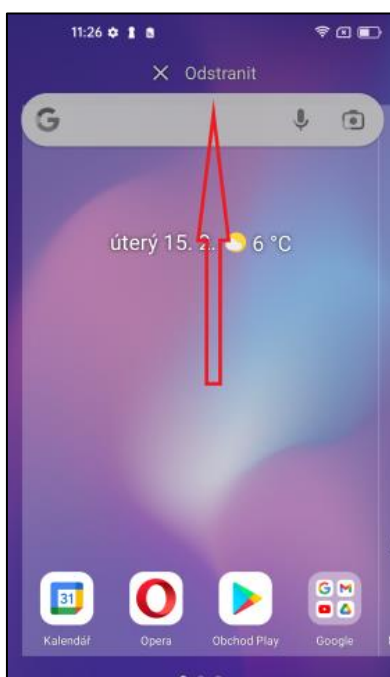 11:26
× Odstranit
úterý 15. 2. 6 °C
31
Kalendář Opera Obchod Play Google